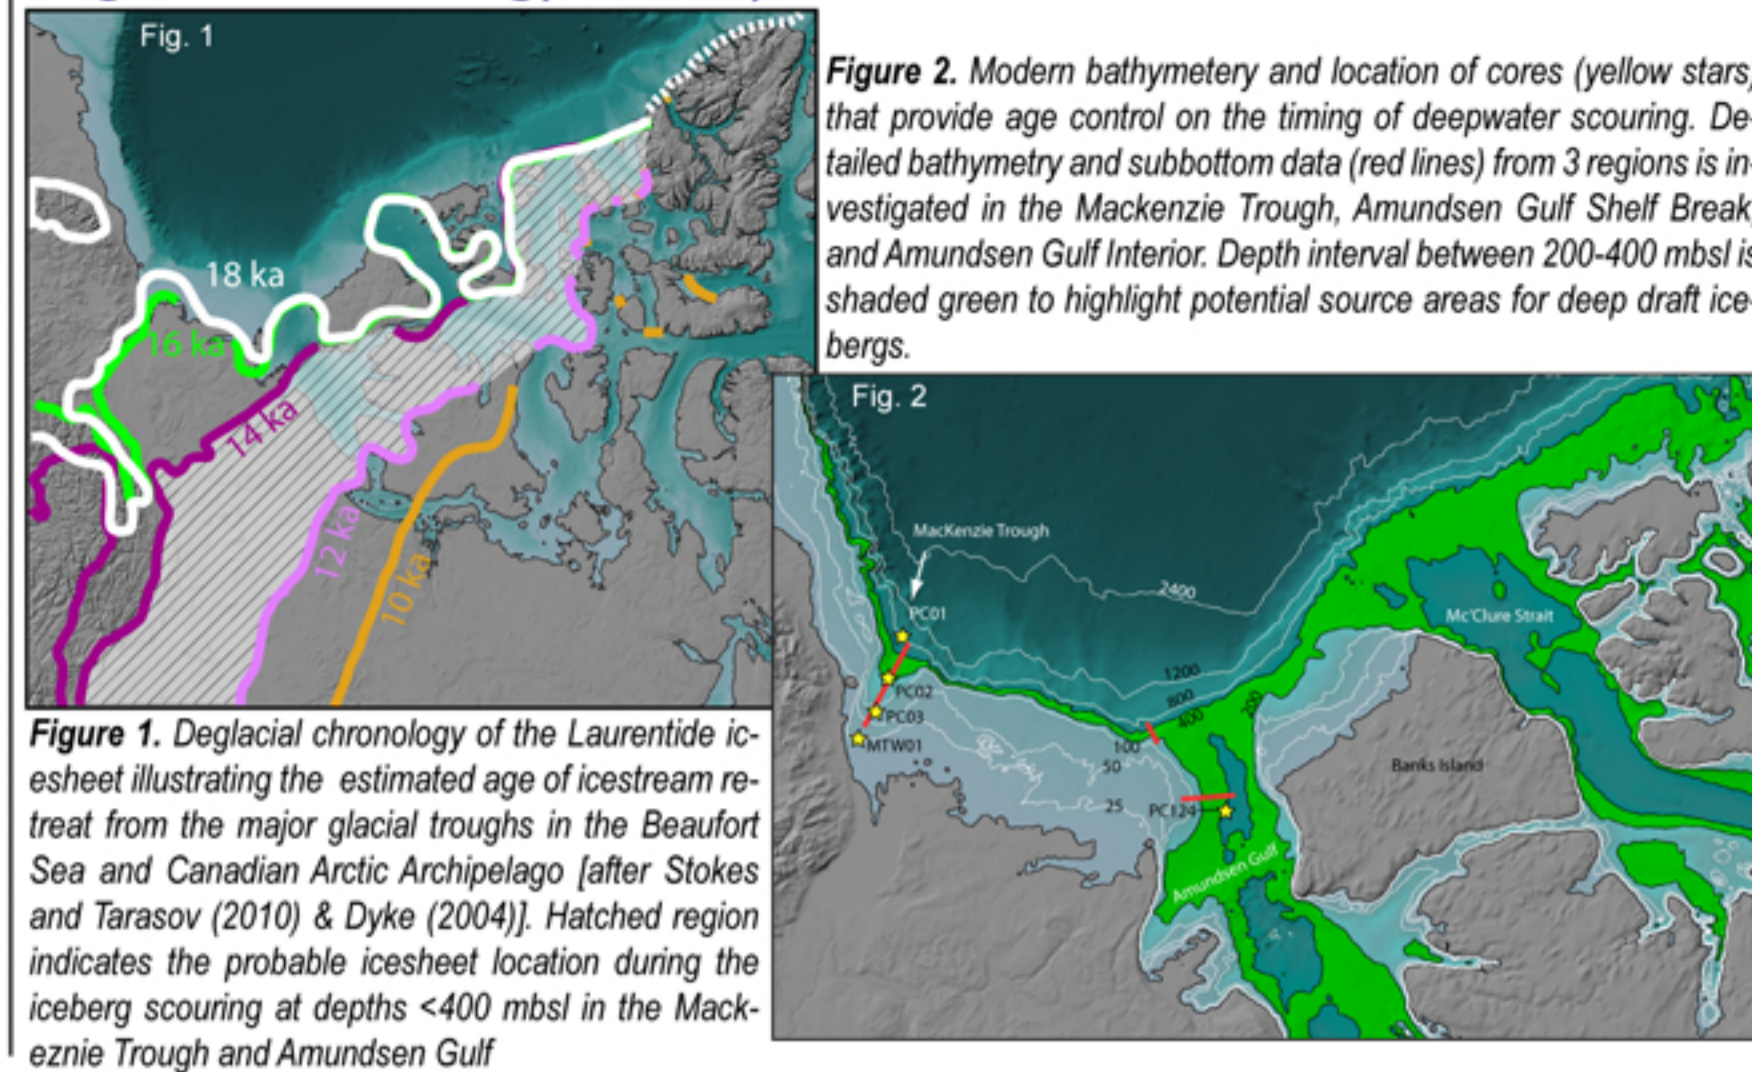 Fig. 1
18 ka
16 ka
14 ka
12 ka
10 ka
Figure 1. Deglacial chronology of the Laurentide ic-
esheet illustrating the estimated age of icestream re-
treat from the major glacial troughs in the Beaufort
Sea and Canadian Arctic Archipelago [after Stokes
and Tarasov (2010) & Dyke (2004)]. Hatched region
indicates the probable icesheet location during the
iceberg scouring at depths <400 mbsl in the Mack-
eznie Trough and Amundsen Gulf
Figure 2. Modern bathymetery and location of cores (yellow stars)
that provide age control on the timing of deepwater scouring. De-
tailed bathymetry and subbottom data (red lines) from 3 regions is in-
vestigated in the Mackenzie Trough, Amundsen Gulf Shelf Break,
and Amundsen Gulf Interior. Depth interval between 200-400 mbsl is
shaded green to highlight potential source areas for deep draft ice-
bergs.
Fig. 2
MacKenzie Trough
2400
PC01
Mc'Clure Strait
1200
PC02
800
200
PC03
400
MTW01
100
50
Banks Island
25
PC124
Amundsen Gulf